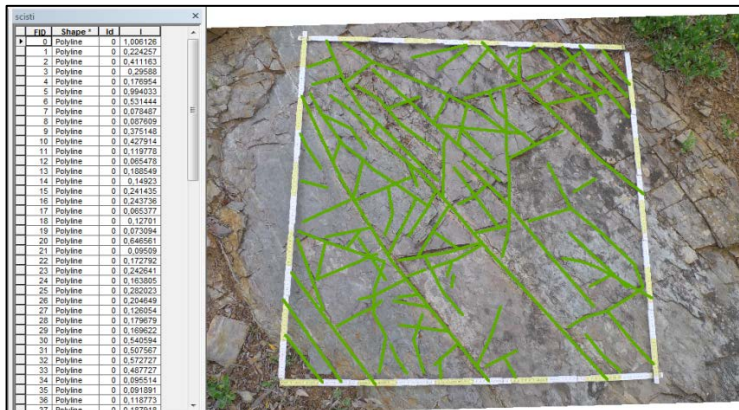 scisti
FID Shape * Id l
0 Polyline 0 1,006126
1 Polyline 0 0,224257
2 Polyline 0 0,411163
3 Polyline 0 0,29588
4 Polyline 0 0,176954
5 Polyline 0 0,994033
6 Polyline 0 0,531444
7 Polyline 0 0,078487
8 Polyline 0 0,087609
9 Polyline 0 0,375148
10 Polyline 0 0,427914
11 Polyline 0 0,119778
12 Polyline 0 0,065478
13 Polyline 0 0,188549
14 Polyline 0 0,14923
15 Polyline 0 0,241435
16 Polyline 0 0,243736
17 Polyline 0 0,065377
18 Polyline 0 0,12701
19 Polyline 0 0,073094
20 Polyline 0 0,646561
21 Polyline 0 0,09509
22 Polyline 0 0,172792
23 Polyline 0 0,242641
24 Polyline 0 0,163805
25 Polyline 0 0,282023
26 Polyline 0 0,204649
27 Polyline 0 0,126054
28 Polyline 0 0,179679
29 Polyline 0 0,169622
30 Polyline 0 0,540594
31 Polyline 0 0,507567
32 Polyline 0 0,572727
33 Polyline 0 0,487727
34 Polyline 0 0,095514
35 Polyline 0 0,091891
36 Polyline 0 0,118773
37 Polyline 0 0,187918